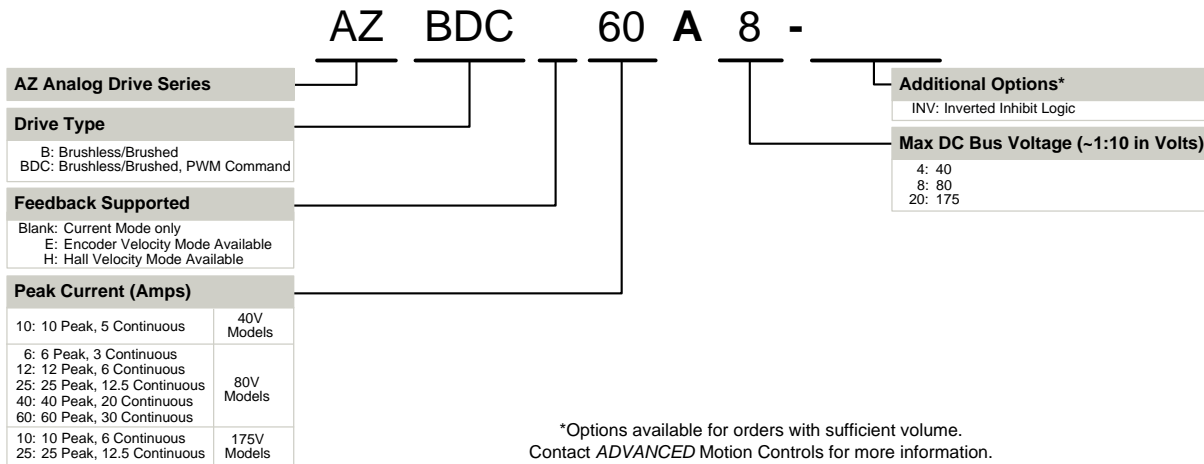 AZ BDC 60 A 8 -
AZ Analog Drive Series
Drive Type
B: Brushless/Brushed
BDC: Brushless/Brushed, PWM Command
Feedback Supported
Blank: Current Mode only
E: Encoder Velocity Mode Available
H: Hall Velocity Mode Available
Peak Current (Amps)
10: 10 Peak, 5 Continuous
40V
Models
6: 6 Peak, 3 Continuous
12: 12 Peak, 6 Continuous
25: 25 Peak, 12.5 Continuous
40: 40 Peak, 20 Continuous
60: 60 Peak, 30 Continuous
80V
Models
10: 10 Peak, 6 Continuous
25: 25 Peak, 12.5 Continuous
175V
Models
Additional Options*
INV: Inverted Inhibit Logic
Max DC Bus Voltage (~1:10 in Volts)
4: 40
8: 80
20: 175
*Options available for orders with sufficient volume.
Contact ADVANCED Motion Controls for more information.